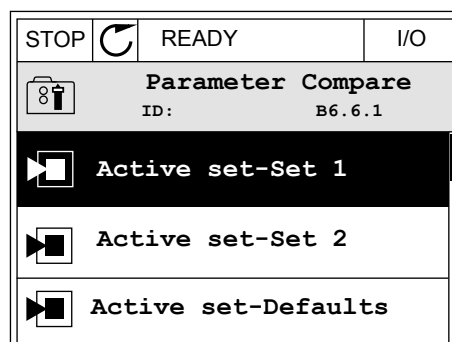 STOP READY I/O
Parameter Compare
ID: B6.6.1
Active set-Set 1
Active set-Set 2
Active set-Defaults